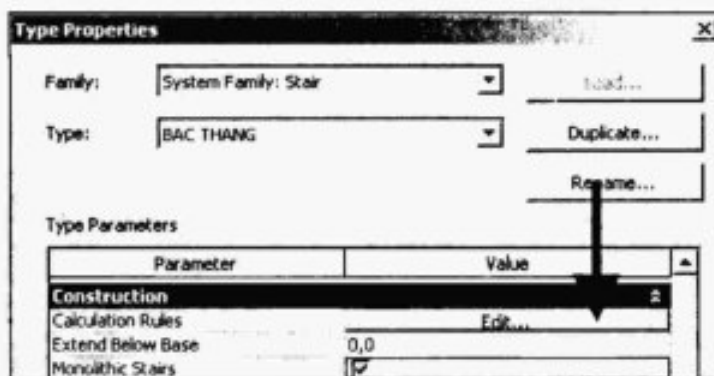 Type Properties
Family: System Family: Stair Load...
Type: BAC THANG Duplicate...
Rename...
Type Parameters
Parameter Value
Construction
Calculation Rules Edit...
Extend Below Base 0,0
Monolithic Stairs